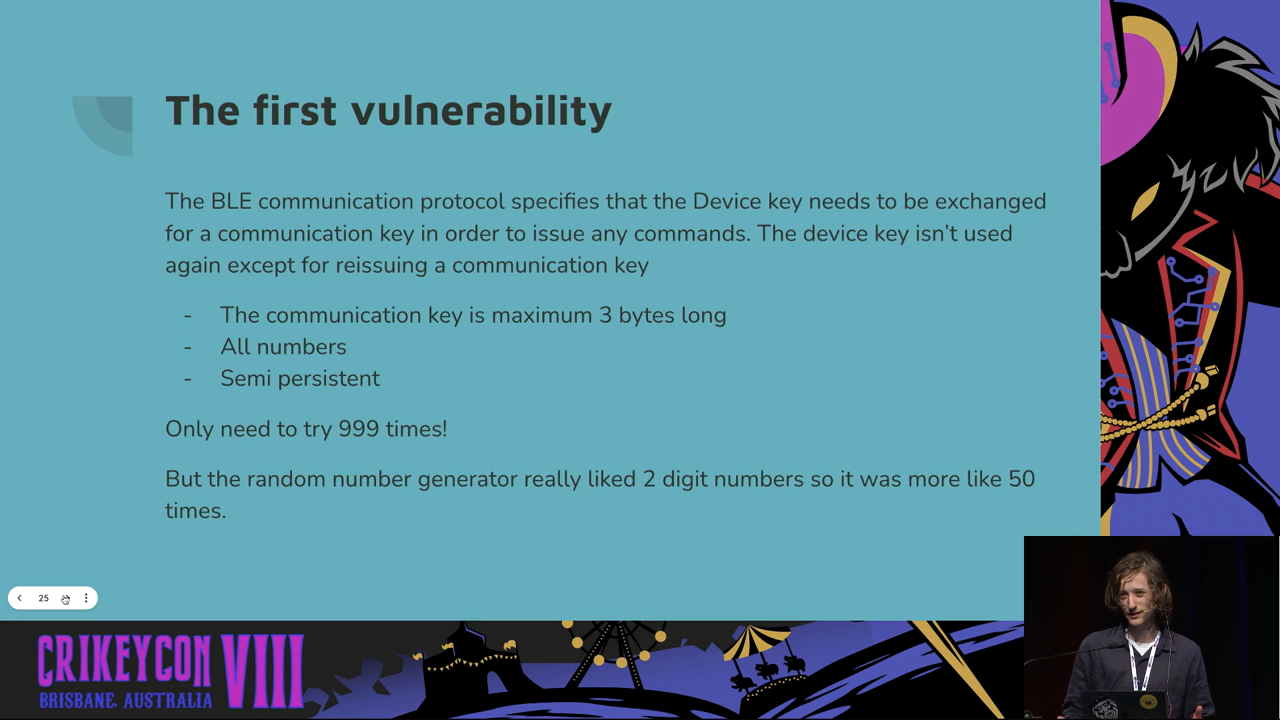 The first vulnerability
The BLE communication protocol specifies that the Device key needs to be exchanged
for a communication key in order to issue any commands. The device key isn’t used
again except for reissuing a communication key
- The communication key is maximum 3 bytes long
- All numbers
- Semi persistent
Only need to try 999 times!
But the random number generator really liked 2 digit numbers so it was more like 50
times.
25
CRIKEYCON VIII
BRISBANE, AUSTRALIA